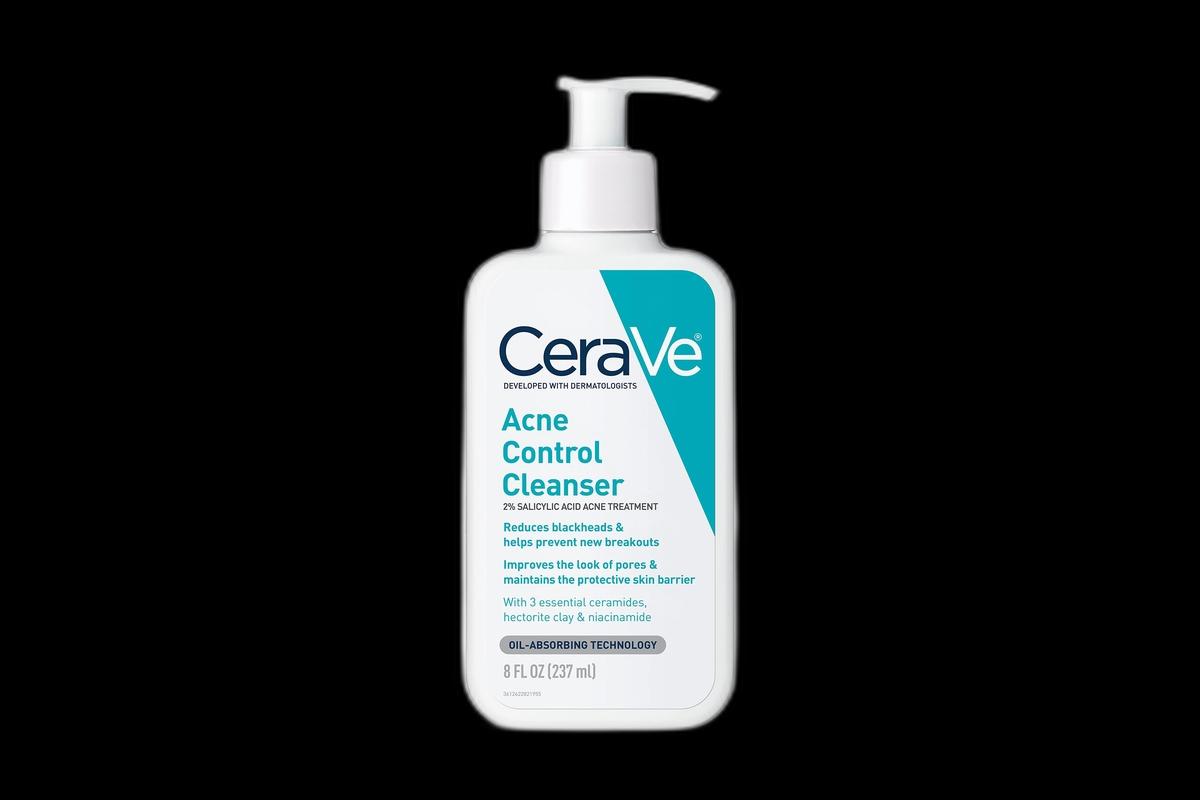 CeraVe®
DEVELOPED WITH DERMATOLOGISTS
Acne
Control
Cleanser
2% SALICYLIC ACID ACNE TREATMENT
Reduces blackheads &
helps prevent new breakouts
Improves the look of pores &
maintains the protective skin barrier
With 3 essential ceramides,
hectorite clay & niacinamide
OIL-ABSORBING TECHNOLOGY
8 FL OZ (237 ml)